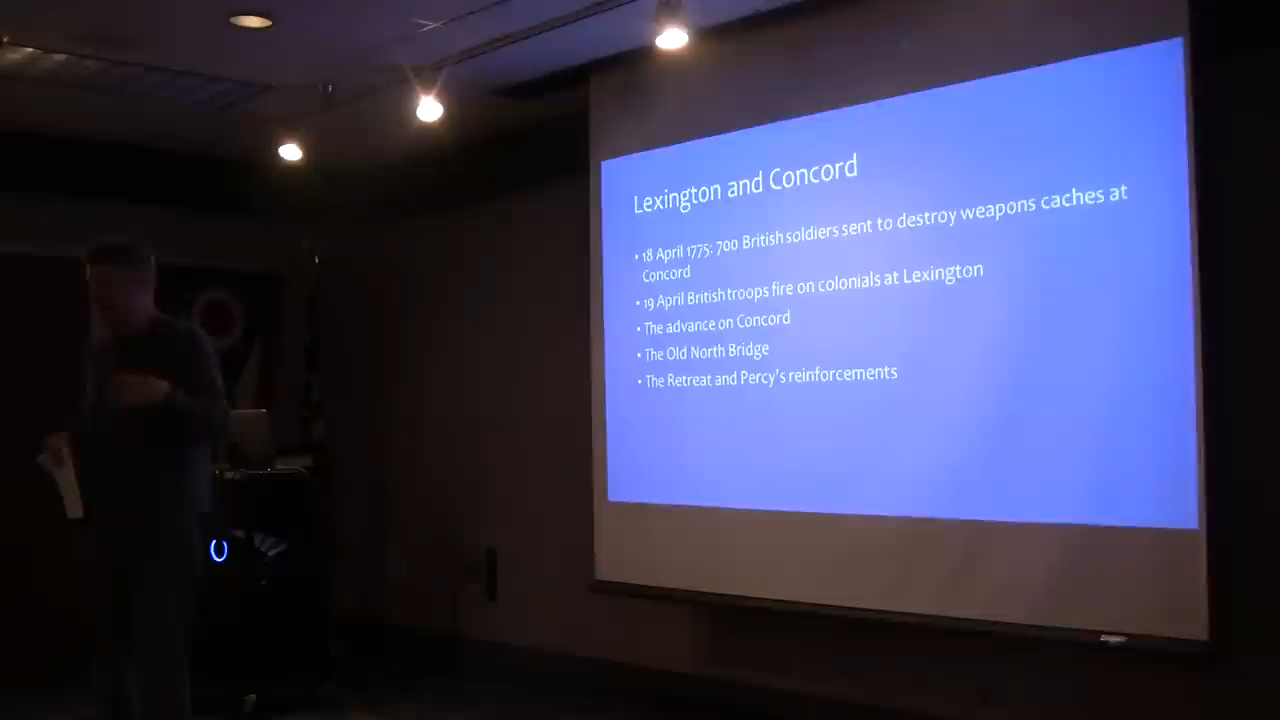 Lexington and Concord
• 18 April 1775: 700 British soldiers sent to destroy weapons caches at
Concord
• 19 April British troops fire on colonials at Lexington
• The advance on Concord
• The Old North Bridge
• The Retreat and Percy's reinforcements